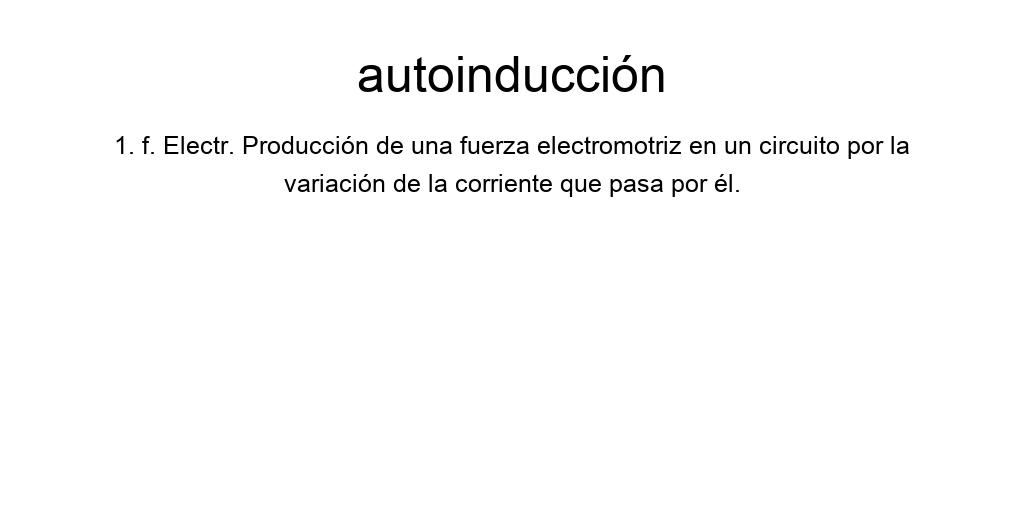 autoinducción
1. f. Electr. Producción de una fuerza electromotriz en un circuito por la
variación de la corriente que pasa por él.